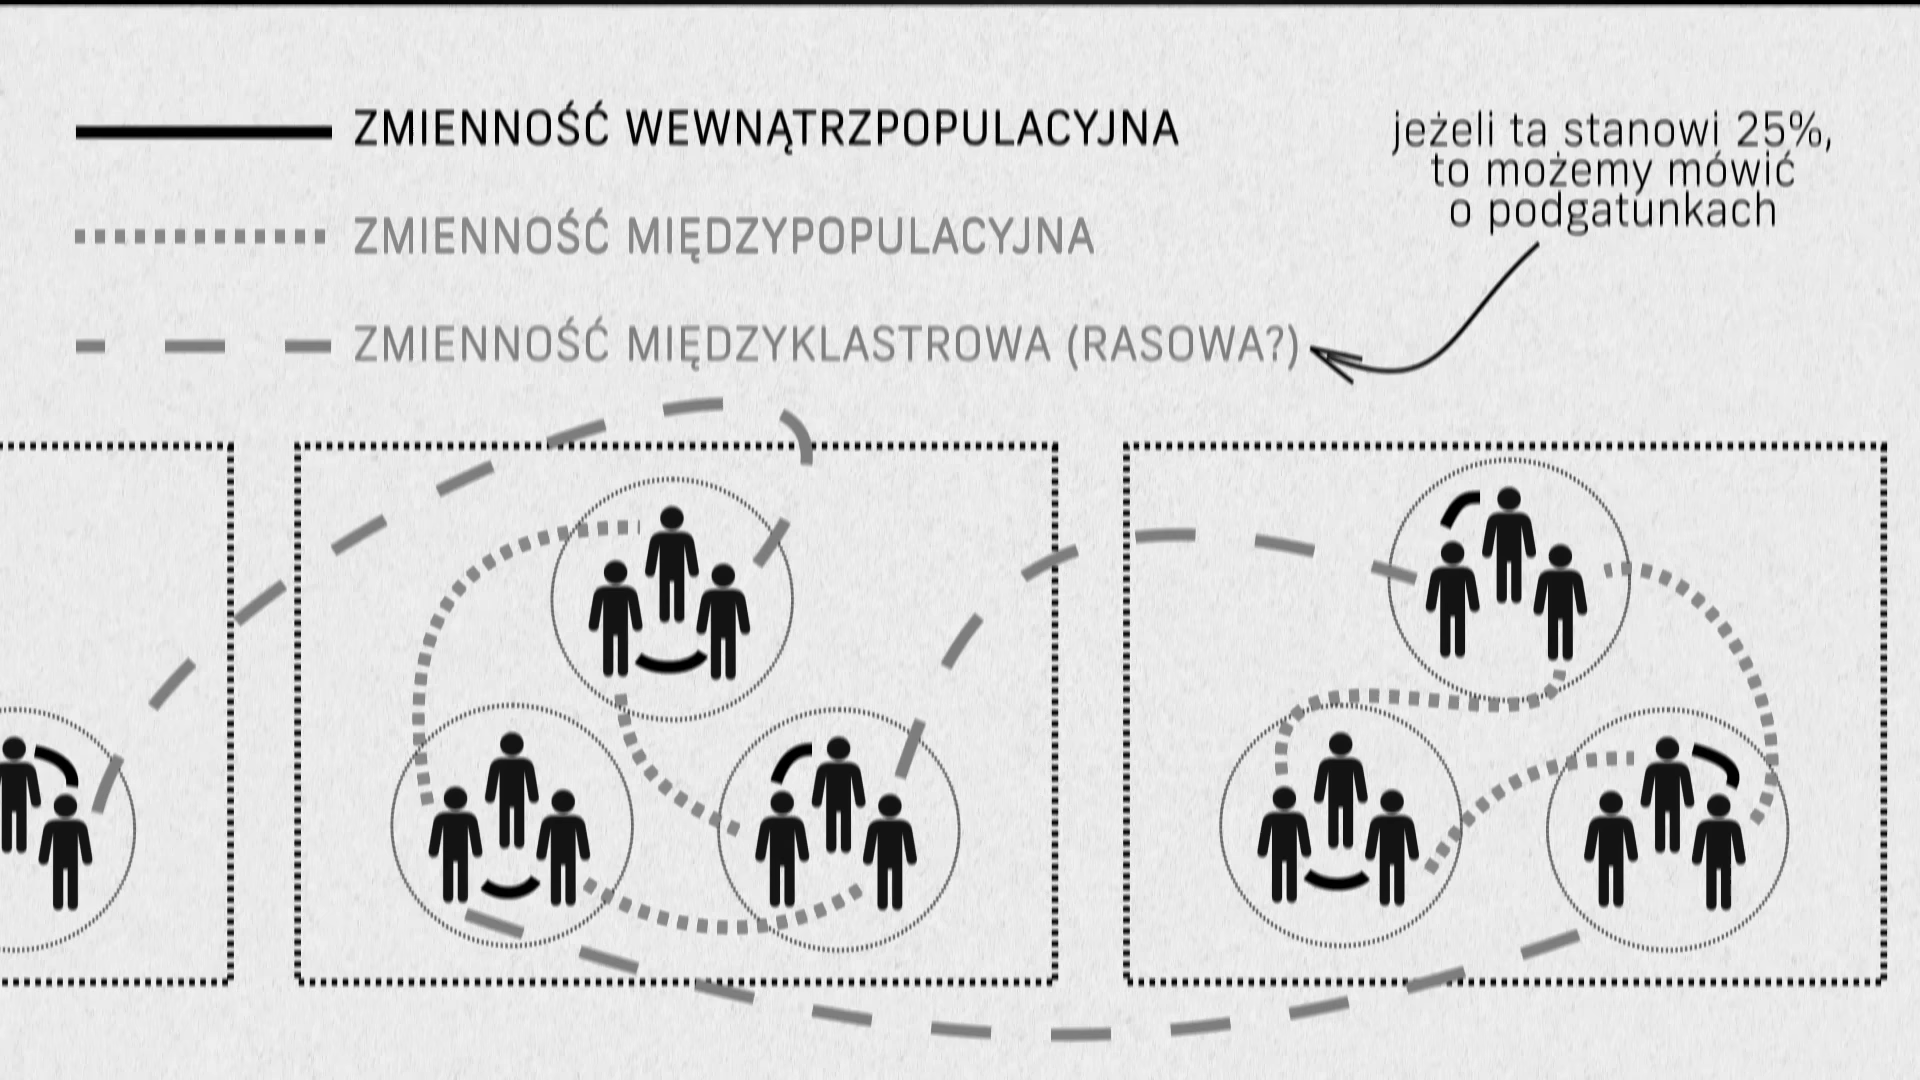 ZMIENNOŚĆ WEWNĄTRZPOPULACYJNA
ZMIENNOŚĆ MIĘDZYPOPULACYJNA
ZMIENNOŚĆ MIĘDZYKLASTROWA (RASOWA?)
jeżeli ta stanowi 25%,
to możemy mówić
o podgatunkach